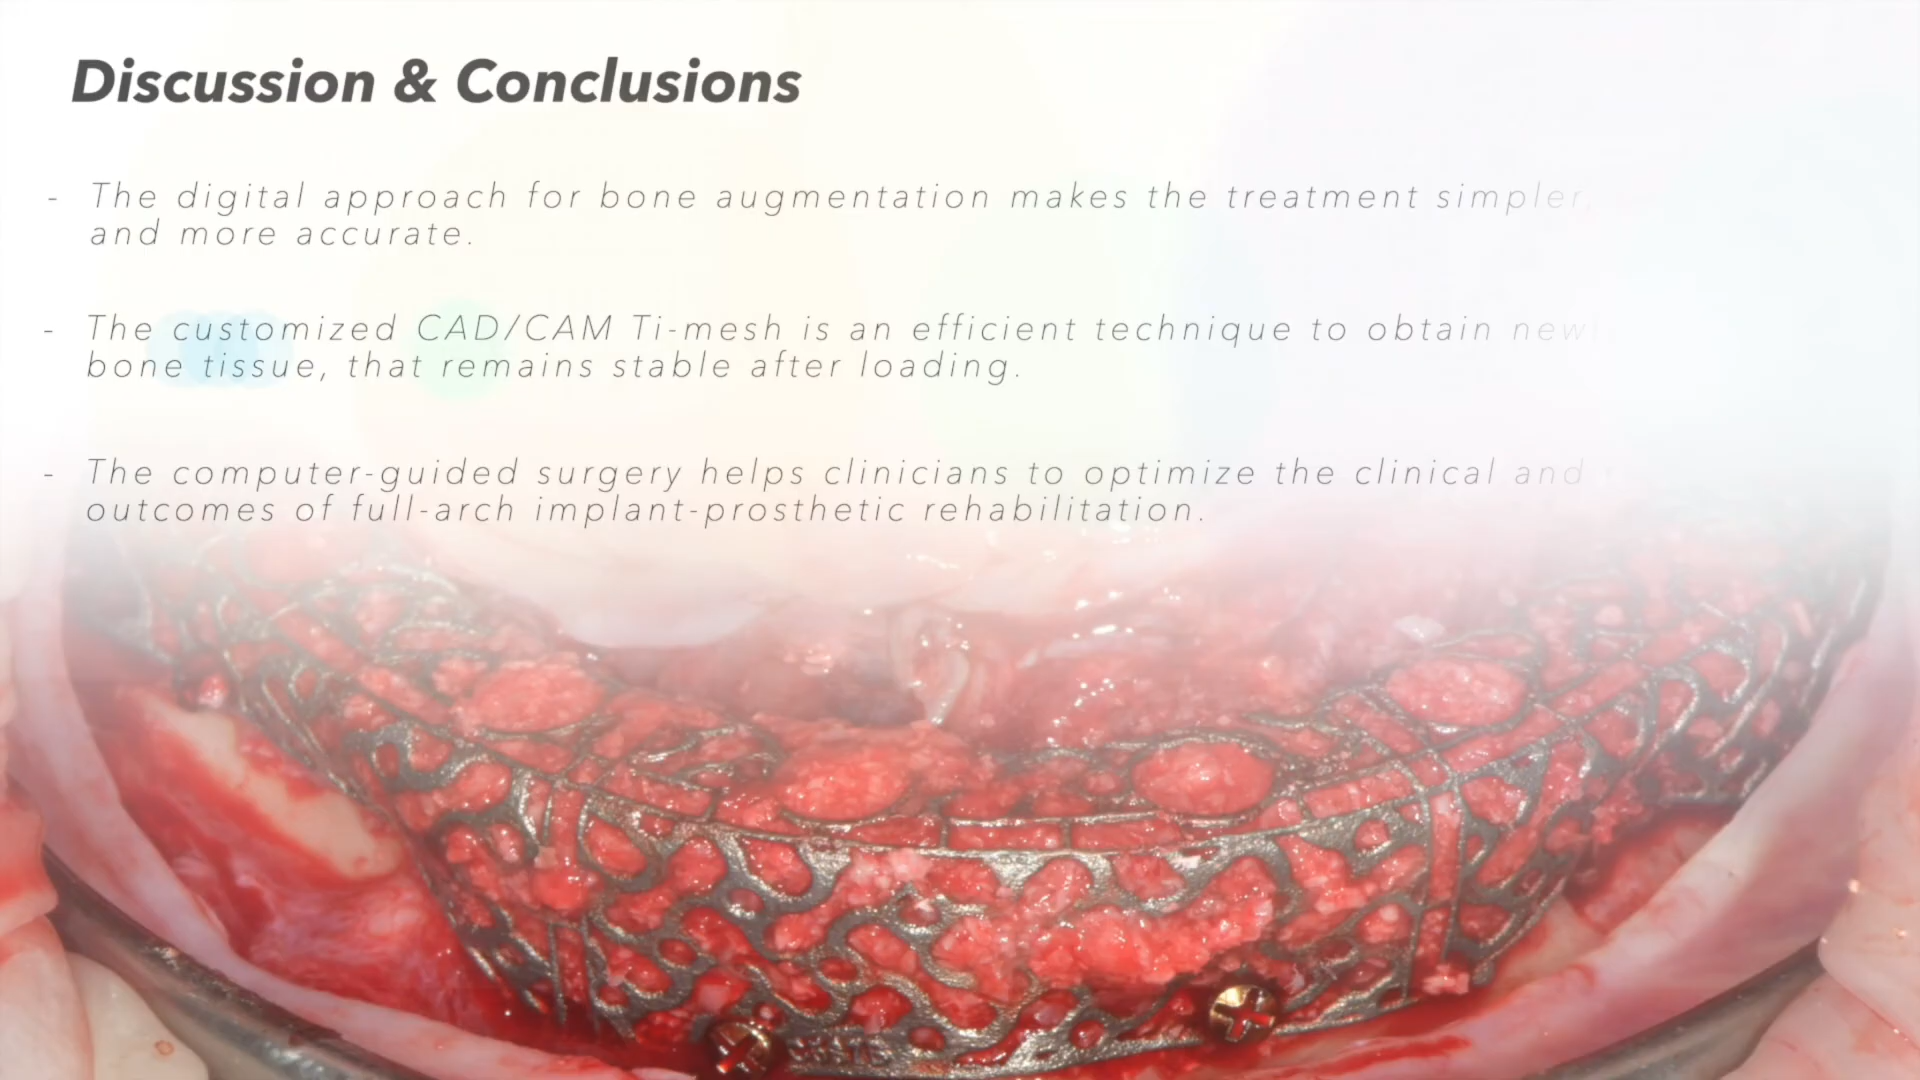 Discussion & Conclusions
- The digital approach for bone augmentation makes the treatment simpler,
and more accurate.
- The customized CAD/CAM Ti-mesh is an efficient technique to obtain
bone tissue, that remains stable after loading.
- The computer-guided surgery helps clinicians to optimize the clinical and
outcomes of full-arch implant-prosthetic rehabilitation.